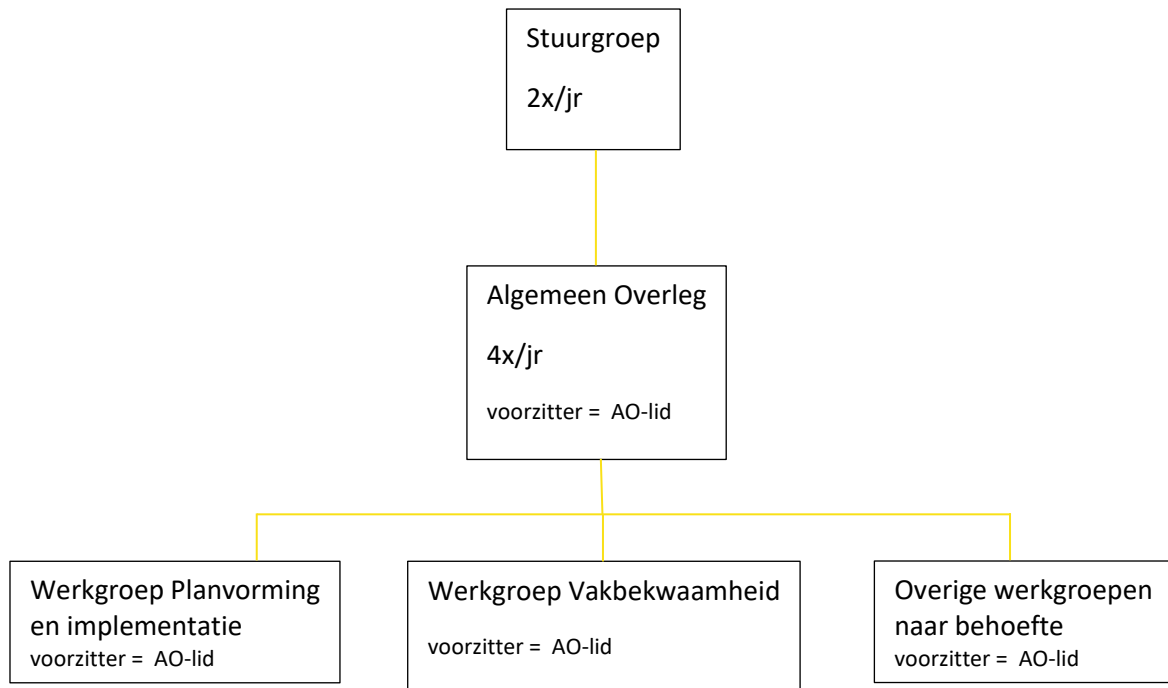 Stuurgroep
2x/jr
Algemeen Overleg
4x/jr
voorzitter = AO-lid
Werkgroep Planvorming
en implementatie
voorzitter = AO-lid
Werkgroep Vakbekwaamheid
voorzitter = AO-lid
Overige werkgroepen
naar behoefte
voorzitter = AO-lid